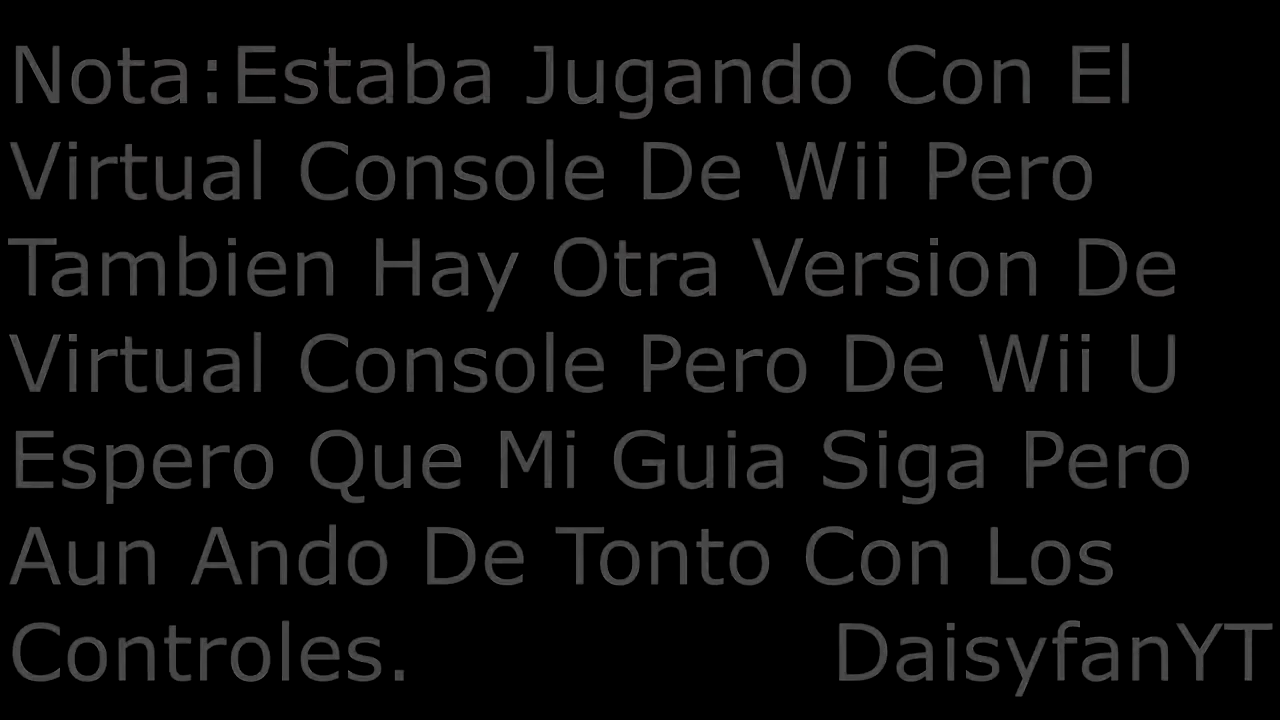 Nota:Estaba Jugando Con El
Virtual Console De Wii Pero
Tambien Hay Otra Version De
Virtual Console Pero De Wii U
Espero Que Mi Guia Siga Pero
Aun Ando De Tonto Con Los
Controles. DaisyfanYT